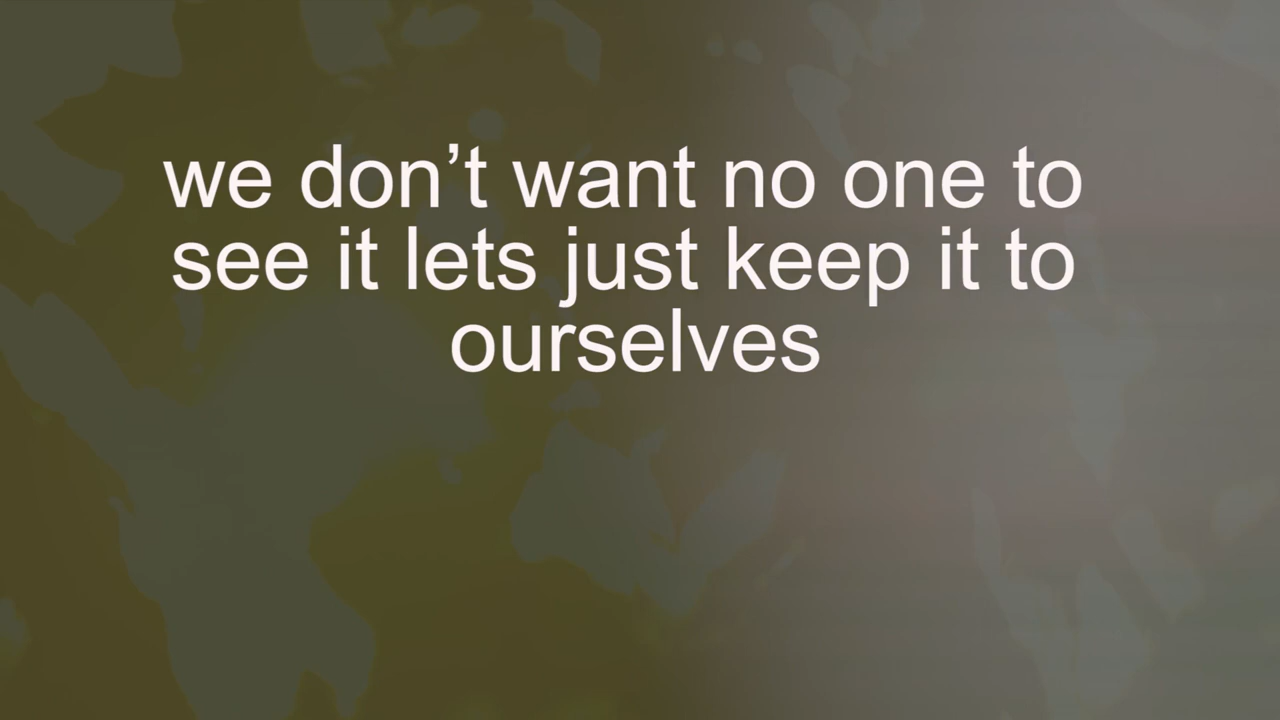 we don’t want no one to
see it lets just keep it to
ourselves